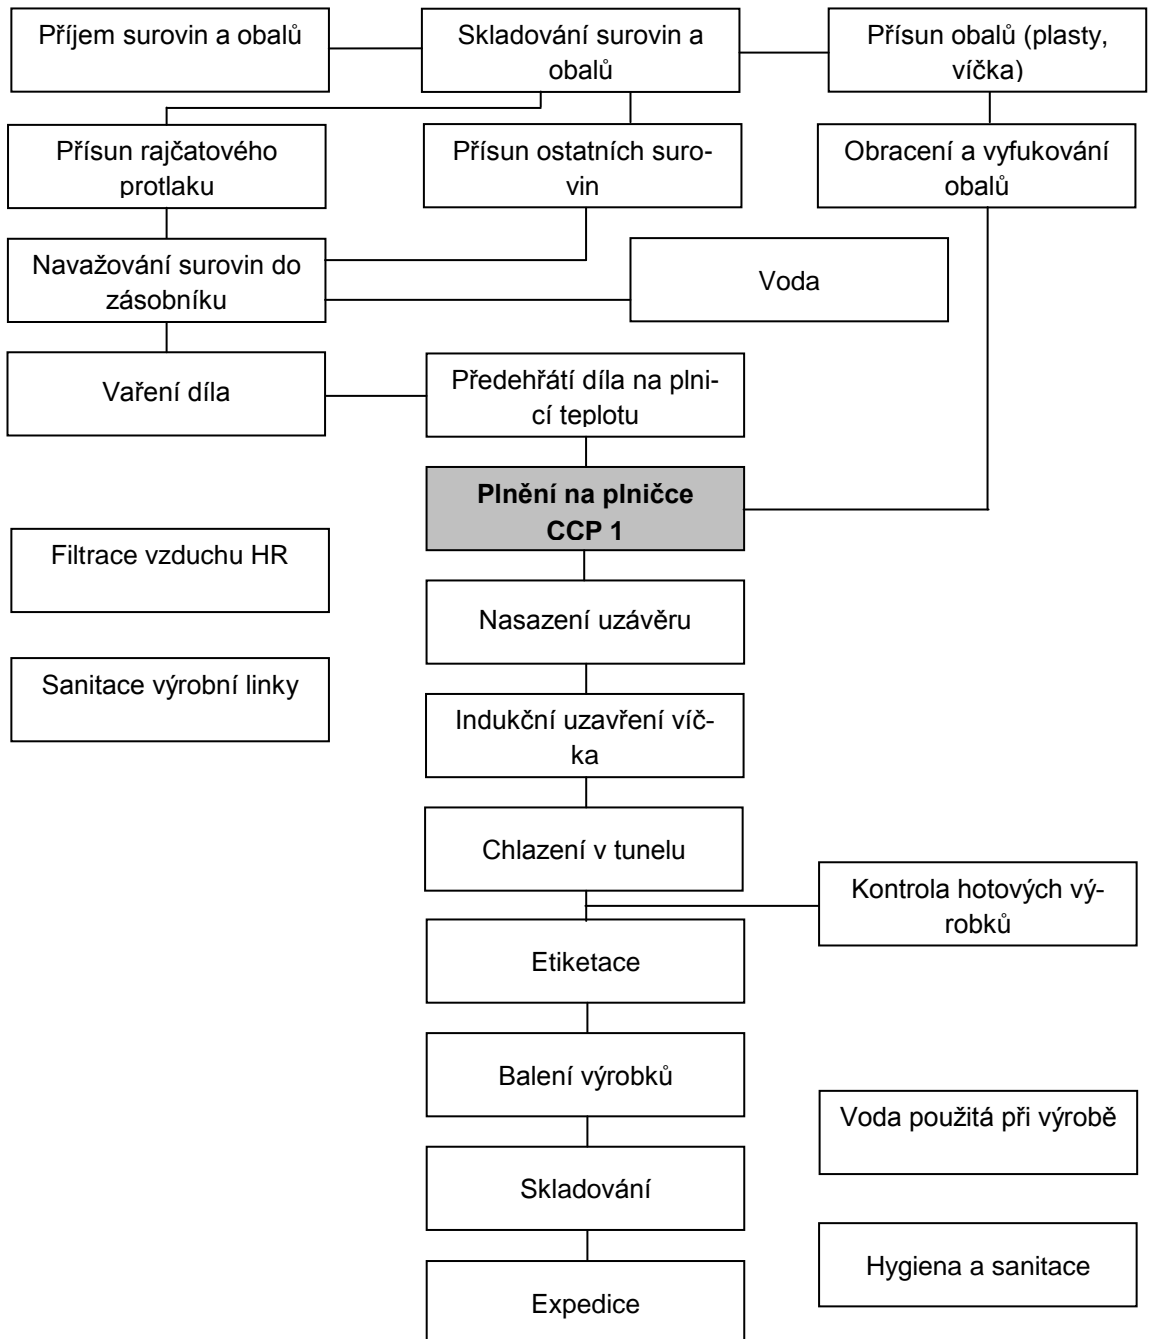 Příjem surovin a obalů
Skladování surovin a
obalů
Přísun obalů (plasty,
víčka)
Přísun rajčatového
protlaku
Přísun ostatních suro-
vin
Obracení a vyfukování
obalů
Navažování surovin do
zásobníku
Voda
Vaření díla
Předehřátí díla na plni-
cí teplotu
Plnění na plničce
CCP 1
Filtrace vzduchu HR
Nasazení uzávěru
Sanitace výrobní linky
Indukční uzavření víč-
ka
Chlazení v tunelu
Kontrola hotových vý-
robků
Etiketace
Balení výrobků
Voda použitá při výrobě
Skladování
Hygiena a sanitace
Expedice